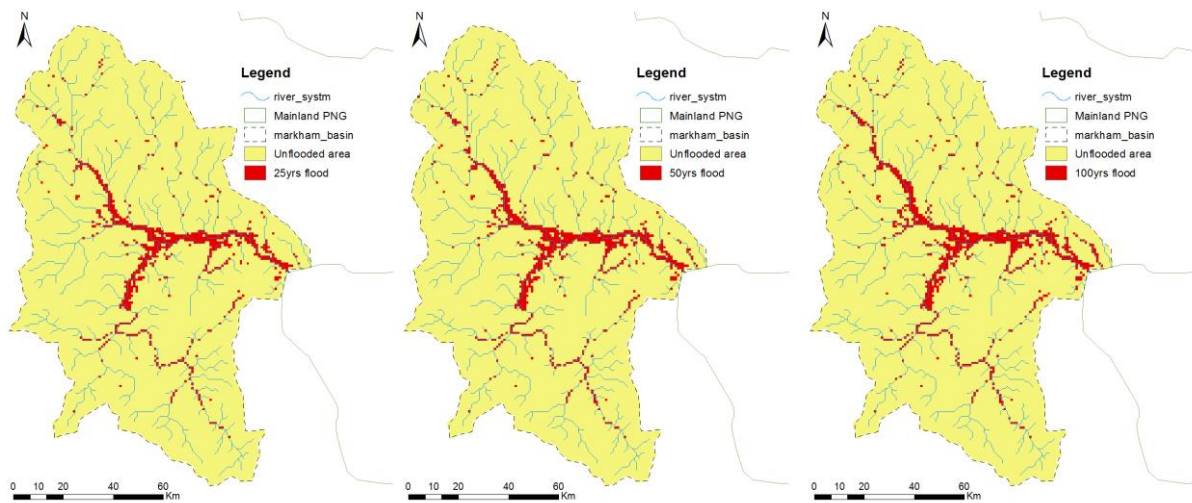 N
Legend
river_systm
Mainland PNG
markham_basin
Unflooded area
25yrs flood
0 10 20 40 60
Km
N
Legend
river_systm
Mainland PNG
markham_basin
Unflooded area
50yrs flood
0 10 20 40 60
Km
N
Legend
river_systm
Mainland PNG
markham_basin
Unflooded area
100yrs flood
0 10 20 40 60
Km